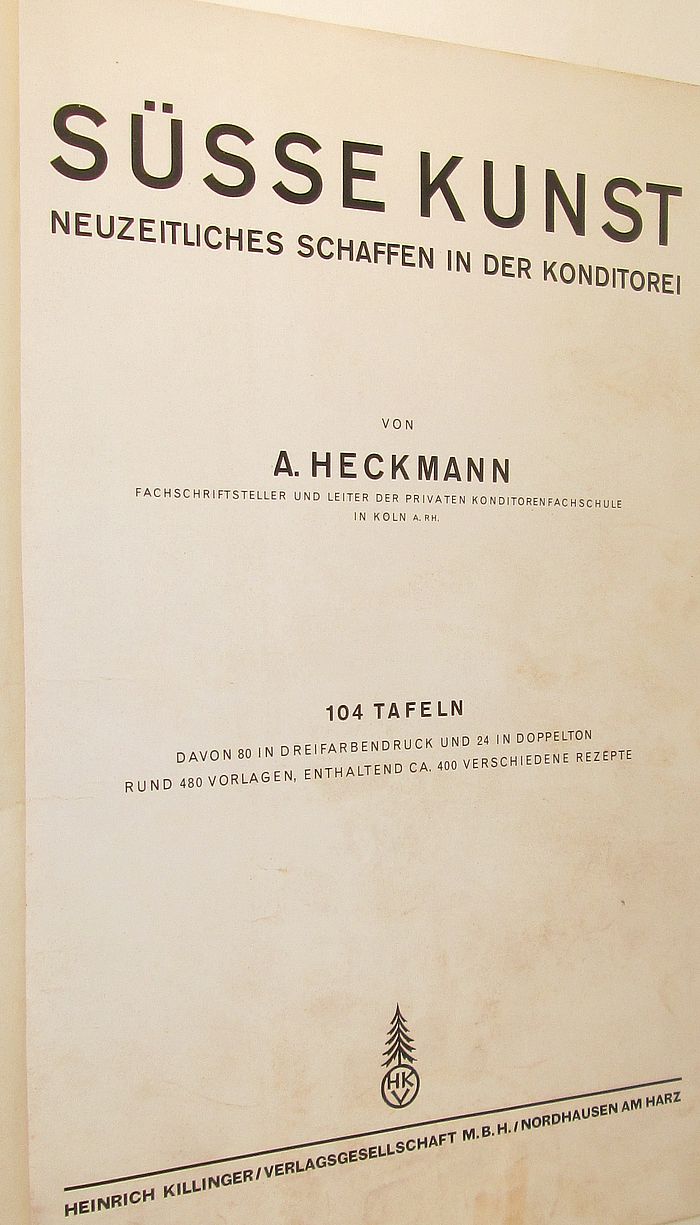 SÜSSE KUNST
NEUZEITLICHES SCHAFFEN IN DER KONDITOREI
VON
A. HECKMANN
FACHSCHRIFTSTELLER UND LEITER DER PRIVATEN KONDITORENFACHSCHULE
IN KÖLN A. RH.
104 TAFELN
DAVON 80 IN DREIFARBENDRUCK UND 24 IN DOPPELTON
RUND 480 VORLAGEN, ENTHALTEND CA. 400 VERSCHIEDENE REZEPTE
HK
V
HEINRICH KILLINGER / VERLAGSGESELLSCHAFT M.B.H. / NORDHAUSEN AM HARZ